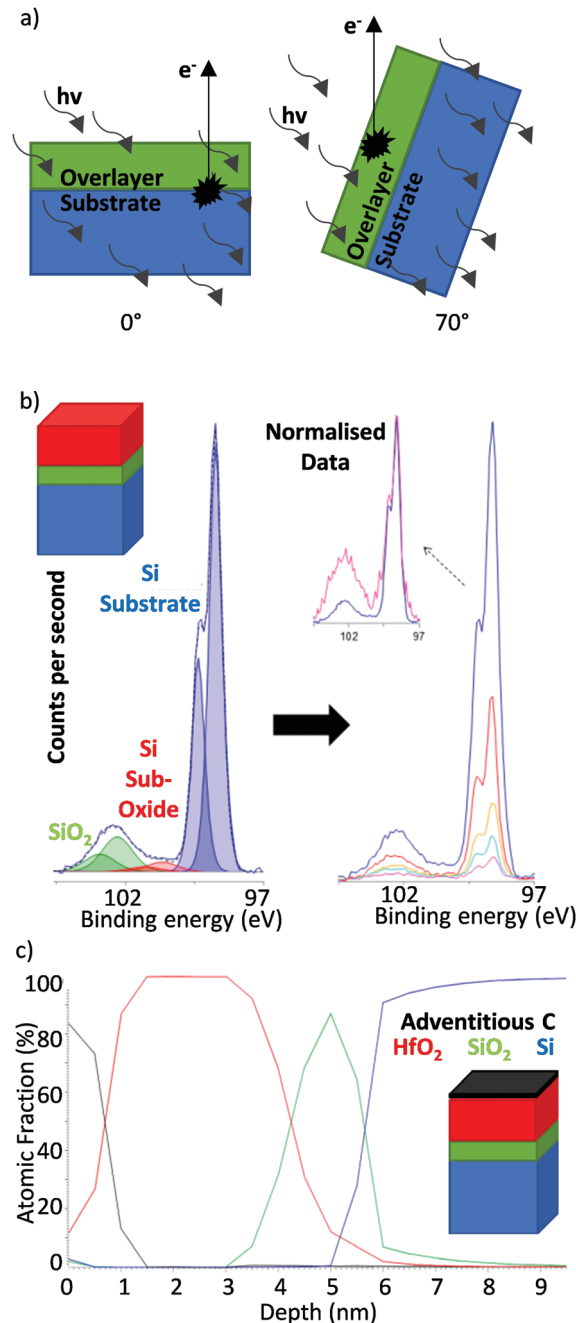 a)
e-
hv
Overlayer
Substrate
0°
e-
hv
Overlayer
Substrate
70°
b)
Counts per second
Si
Substrate
Si
Sub-
Oxide
SiO2
102
97
Binding energy (eV)
Normalised
Data
102
97
102
97
Binding energy (eV)
c)
Atomic Fraction (%)
100
80
60
40
20
0
0 1 2 3 4 5 6 7 8 9
Depth (nm)
Adventitious C
HfO2 SiO2 Si